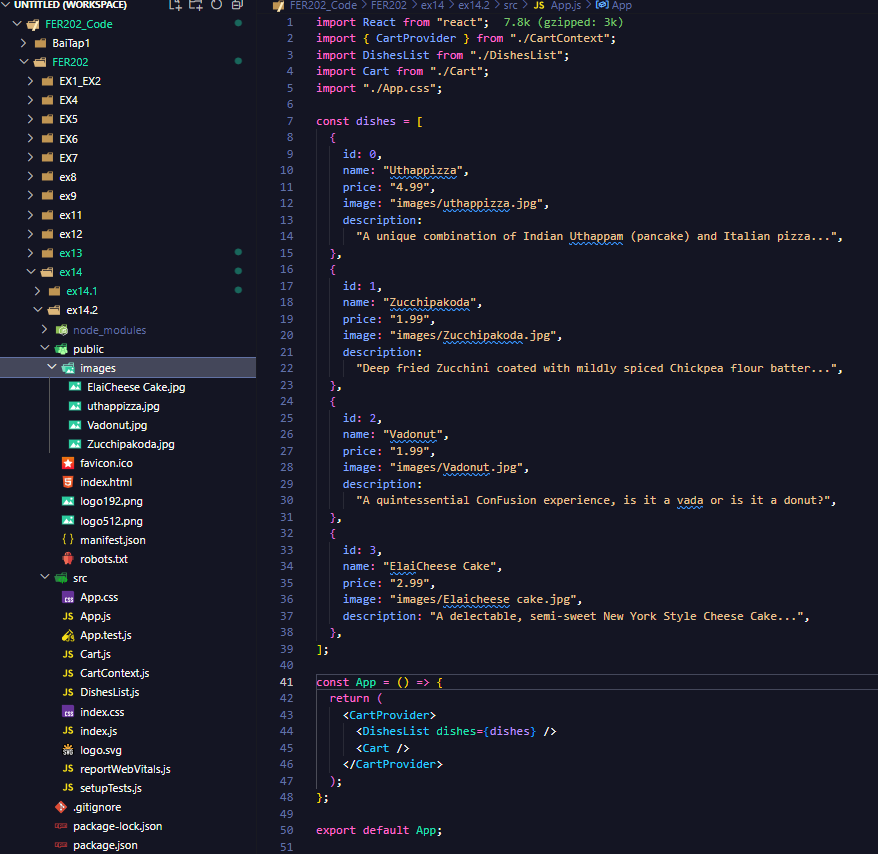 UNTITLED (WORKSPACE)
FER202_Code
BaiTap1
FER202
EX1_EX2
EX4
EX5
EX6
EX7
ex8
ex9
ex11
ex12
ex13
ex14
ex14.1
ex14.2
node_modules
public
images
ElaiCheese Cake.jpg
uthappizza.jpg
Vadonut.jpg
Zucchipakoda.jpg
favicon.ico
index.html
logo192.png
logo512.png
manifest.json
robots.txt
src
App.css
App.js
App.test.js
Cart.js
CartContext.js
DishesList.js
index.css
index.js
logo.svg
reportWebVitals.js
setupTests.js
.gitignore
package-lock.json
package.json
FER202_Code > FER202 > ex14 > ex14.2 > src > JS App.js > App
1 import React from "react"; 7.8k (gzipped: 3k)
2 import { CartProvider } from "./CartContext";
3 import DishesList from "./DishesList";
4 import Cart from "./Cart";
5 import "./App.css";
6
7 const dishes = [
8 {
9 id: 0,
10 name: "Uthappizza",
11 price: "4.99",
12 image: "images/uthappizza.jpg",
13 description:
14 "A unique combination of Indian Uthappam (pancake) and Italian pizza...",
15 },
16 {
17 id: 1,
18 name: "Zucchipakoda",
19 price: "1.99",
20 image: "images/Zucchipakoda.jpg",
21 description:
22 "Deep fried Zucchini coated with mildly spiced Chickpea flour batter...",
23 },
24 {
25 id: 2,
26 name: "Vadonut",
27 price: "1.99",
28 image: "images/Vadonut.jpg",
29 description:
30 "A quintessential ConFusion experience, is it a vada or is it a donut?",
31 },
32 {
33 id: 3,
34 name: "ElaiCheese Cake",
35 price: "2.99",
36 image: "images/Elaicheese cake.jpg",
37 description: "A delectable, semi-sweet New York Style Cheese Cake...",
38 },
39 ];
40
41 const App = () => {
42 return (
43 <CartProvider>
44 <DishesList dishes={dishes} />
45 <Cart />
46 </CartProvider>
47 );
48 };
49
50 export default App;
51